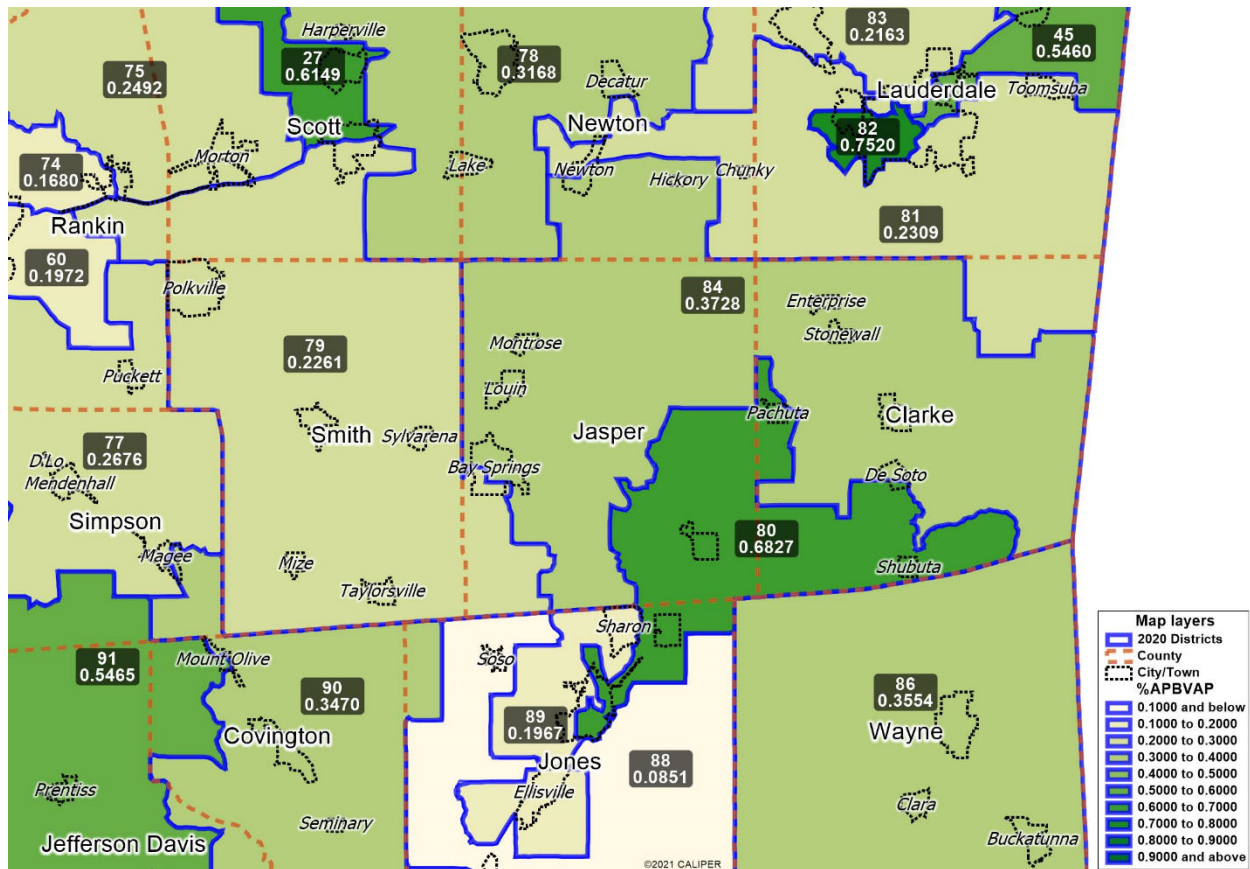 83
0.2163
45
0.5460
Harperville
27
0.6149
78
0.3168
75
0.2492
Decatur
Lauderdale
Toomsuba
Scott
Newton
82
0.7520
74
0.1680
Morton
Lake
Newton
Hickory
Chunky
Rankin
81
0.2309
60
0.1972
Polkville
84
0.3728
Enterprise
Stonewall
79
0.2261
Montrose
Puckett
Louin
Pachuta
Clarke
77
0.2676
Smith
Sylvarena
Jasper
D'Lo
Mendenhall
Bay Springs
De Soto
Simpson
80
0.6827
Magee
Mize
Shubuta
Taylorsville
Sharon
Map layers
2020 Districts
County
City/Town
%APBVAP
0.1000 and below
0.1000 to 0.2000
0.2000 to 0.3000
0.3000 to 0.4000
0.4000 to 0.5000
0.5000 to 0.6000
0.6000 to 0.7000
0.7000 to 0.8000
0.8000 to 0.9000
0.9000 and above
91
0.5465
Mount Olive
Soso
90
0.3470
86
0.3554
89
0.1967
Covington
Wayne
Jones
88
0.0851
Prentiss
Ellisville
Clara
Seminary
Jefferson Davis
Buckatunna
©2021 CALIPER